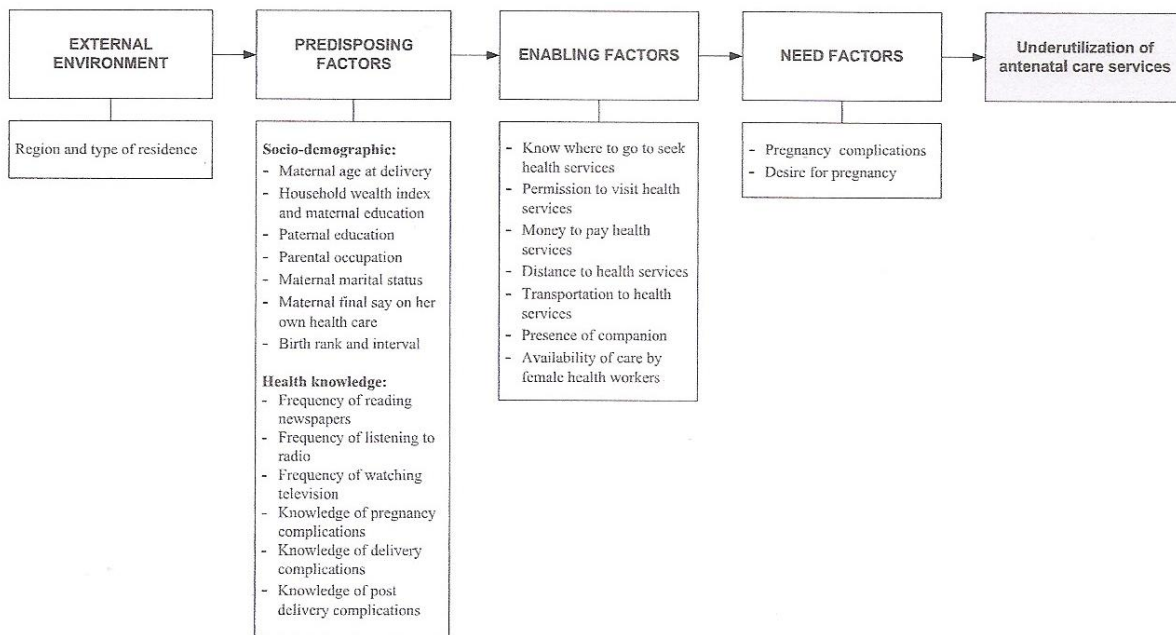 EXTERNAL
ENVIRONMENT
PREDISPOSING
FACTORS
ENABLING FACTORS
NEED FACTORS
Underutilization of
antenatal care services
Region and type of residence
Socio-demographic:
- Maternal age at delivery
- Household wealth index
and maternal education
- Paternal education
- Parental occupation
- Maternal marital status
- Maternal final say on her
own health care
- Birth rank and interval
Health knowledge:
- Frequency of reading
newspapers
- Frequency of listening to
radio
- Frequency of watching
television
- Knowledge of pregnancy
complications
- Knowledge of delivery
complications
- Knowledge of post
delivery complications
- Know where to go to seek
health services
- Permission to visit health
services
- Money to pay health
services
- Distance to health services
- Transportation to health
services
- Presence of companion
- Availability of care by
female health workers
- Pregnancy complications
- Desire for pregnancy